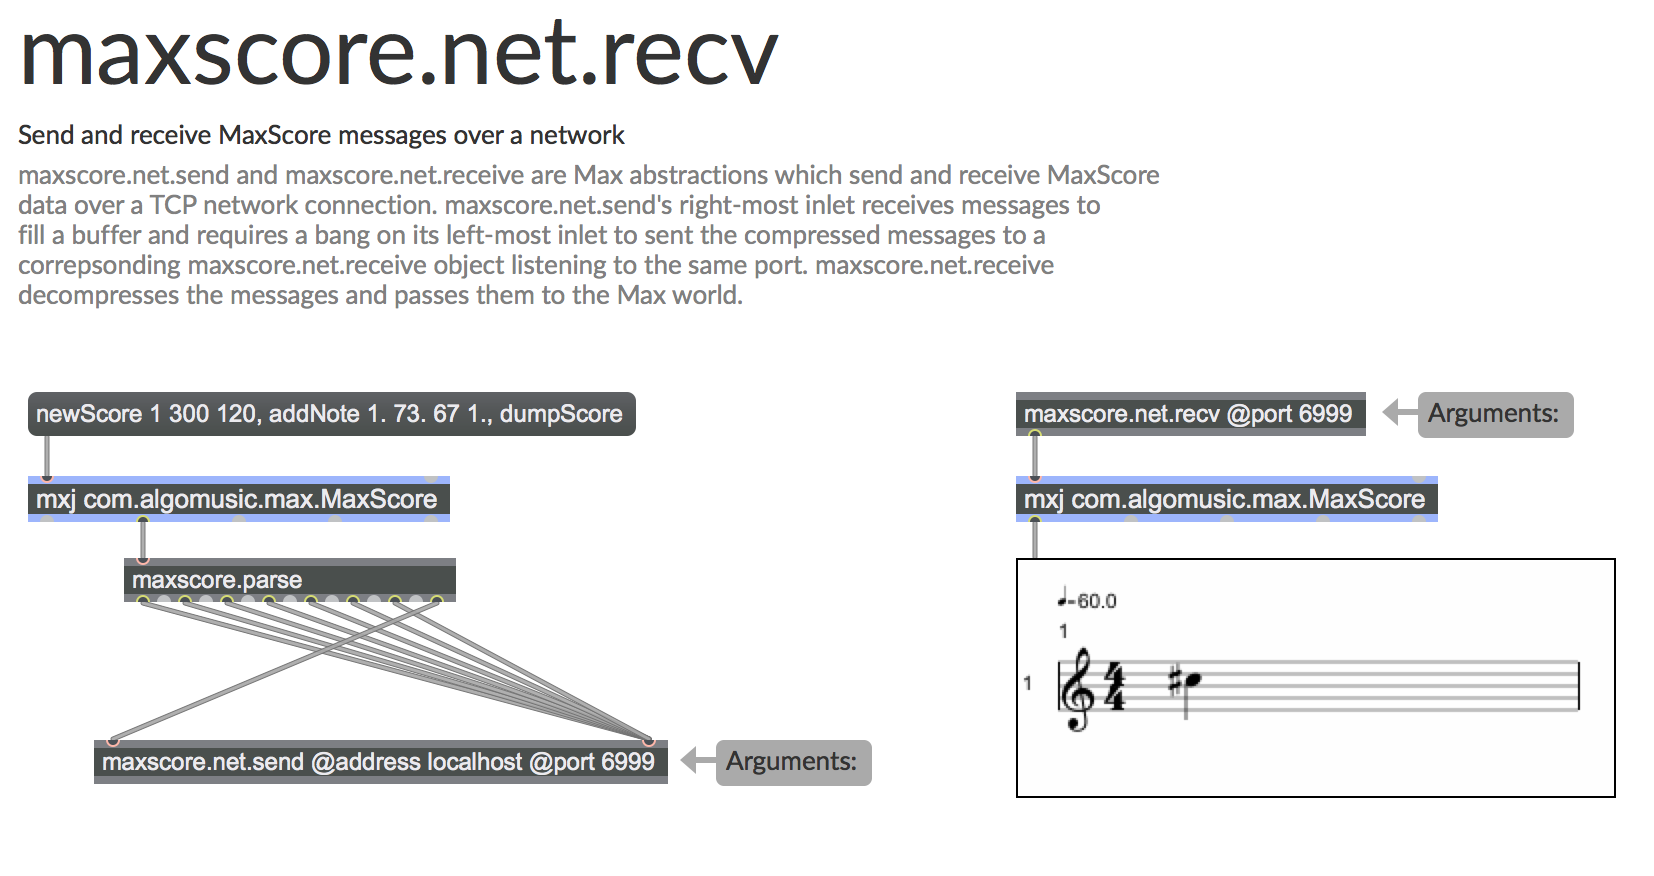 maxscore.net.recv
Send and receive MaxScore messages over a network
maxscore.net.send and maxscore.net.receive are Max abstractions which send and receive MaxScore
data over a TCP network connection. maxscore.net.send's right-most inlet receives messages to
fill a buffer and requires a bang on its left-most inlet to sent the compressed messages to a
correpsonding maxscore.net.receive object listening to the same port. maxscore.net.receive
decompresses the messages and passes them to the Max world.
newScore 1 300 120, addNote 1. 73. 67 1., dumpScore
mxj com.algomusic.max.MaxScore
maxscore.parse
maxscore.net.send @address localhost @port 6999
Arguments:
maxscore.net.recv @port 6999
Arguments:
mxj com.algomusic.max.MaxScore
♩=60.0
1
1
4
4